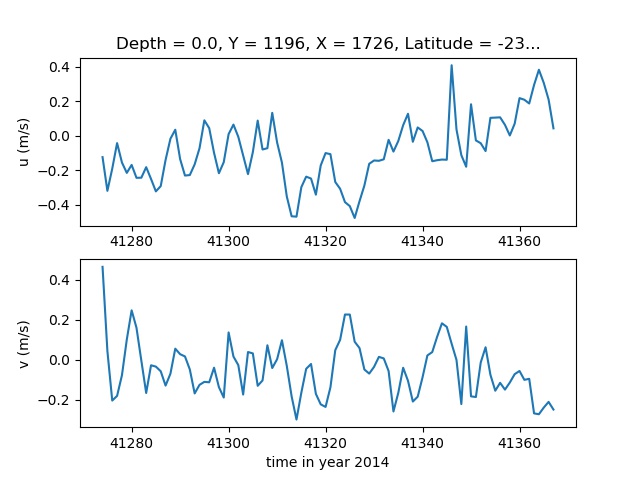 Depth = 0.0, Y = 1196, X = 1726, Latitude = -23...
0.4
0.2
0.0
−0.2
−0.4
u (m/s)
41280 41300 41320 41340 41360
0.4
0.2
0.0
−0.2
v (m/s)
41280 41300 41320 41340 41360
time in year 2014